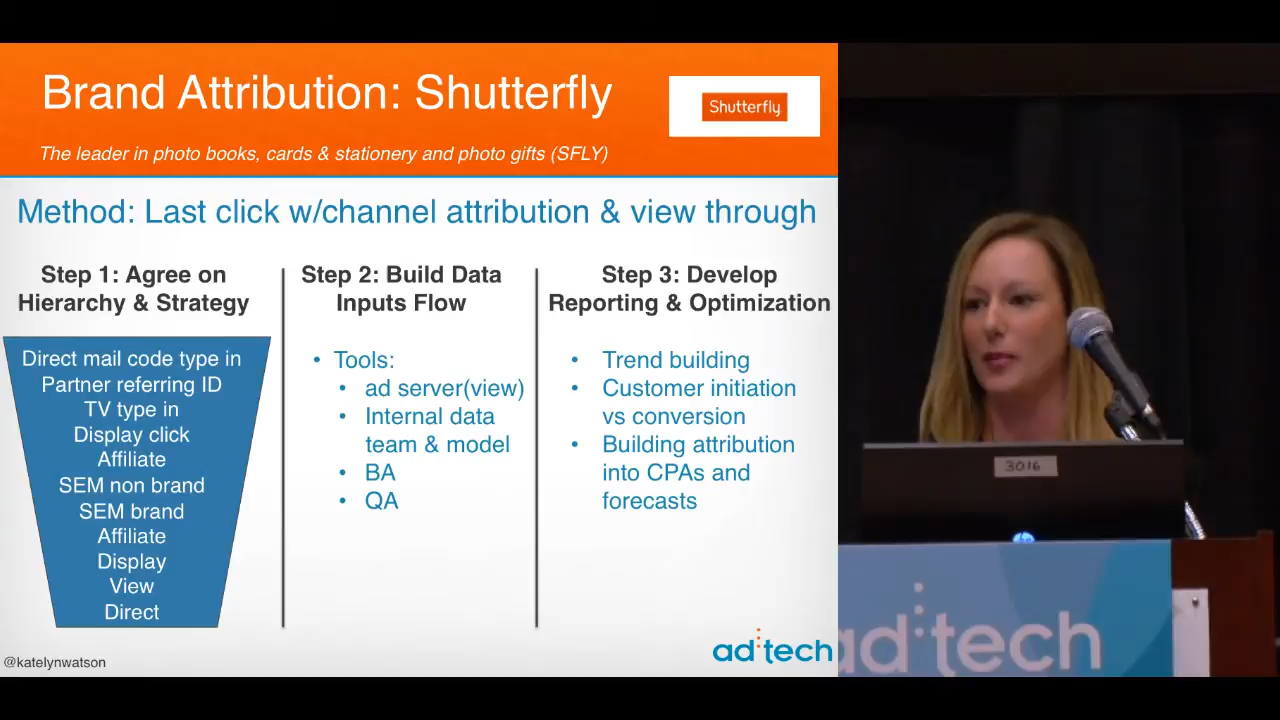 Brand Attribution: Shutterfly
Shutterfly
The leader in photo books, cards & stationery and photo gifts (SFLY)
Method: Last click w/channel attribution & view through
Step 1: Agree on
Hierarchy & Strategy
Direct mail code type in
Partner referring ID
TV type in
Display click
Affiliate
SEM non brand
SEM brand
Affiliate
Display
View
Direct
Step 2: Build Data
Inputs Flow
• Tools:
• ad server(view)
• Internal data
team & model
• BA
• QA
Step 3: Develop
Reporting & Optimization
• Trend building
• Customer initiation
vs conversion
• Building attribution
into CPAs and
forecasts
@katelynwatson
ad:tech
3016
hp
ad:tech